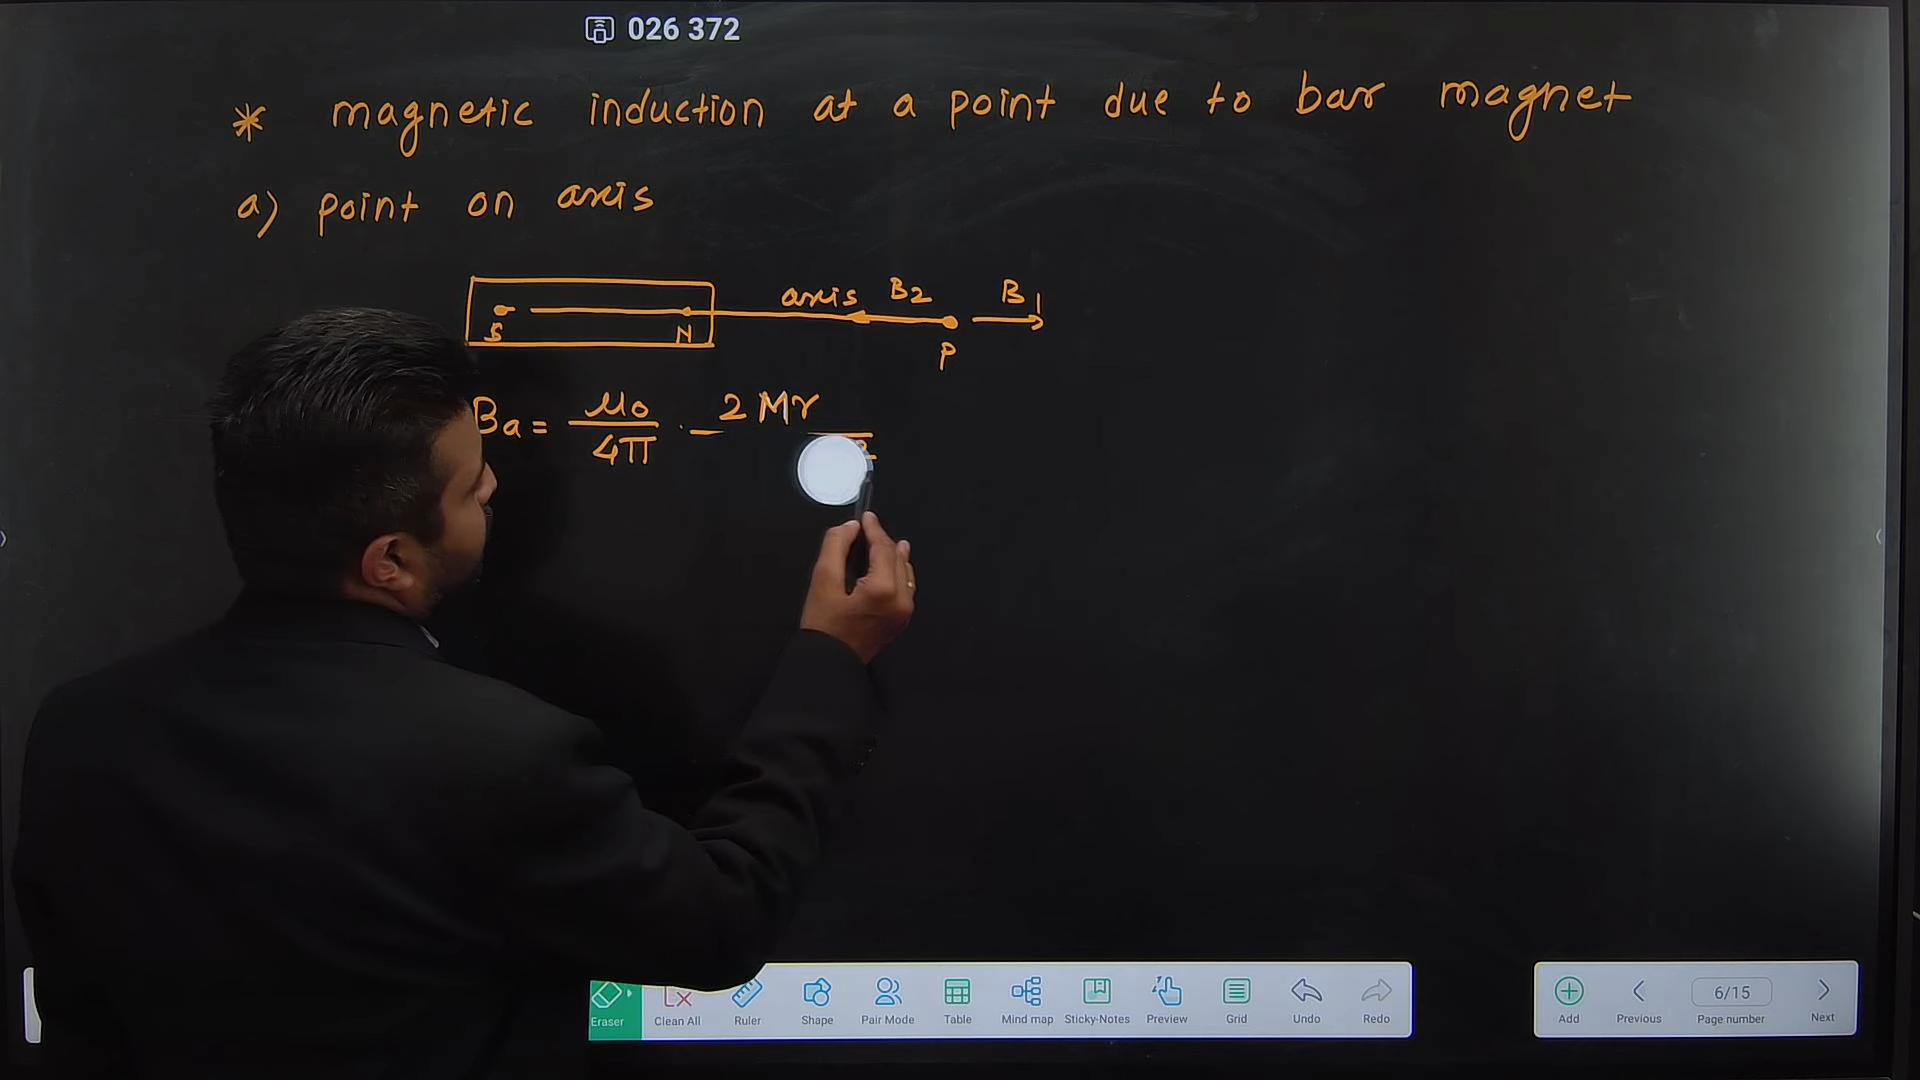 026 372
* magnetic induction at a point due to bar magnet
a) point on axis
axis B2 B1
S N
P
Ba = μ0 / 4π · 2Mr
Eraser Clean All Ruler Shape Pair Mode Table Mind map Sticky-Notes Preview Grid Undo Redo
Add Previous 6/15 Page number Next